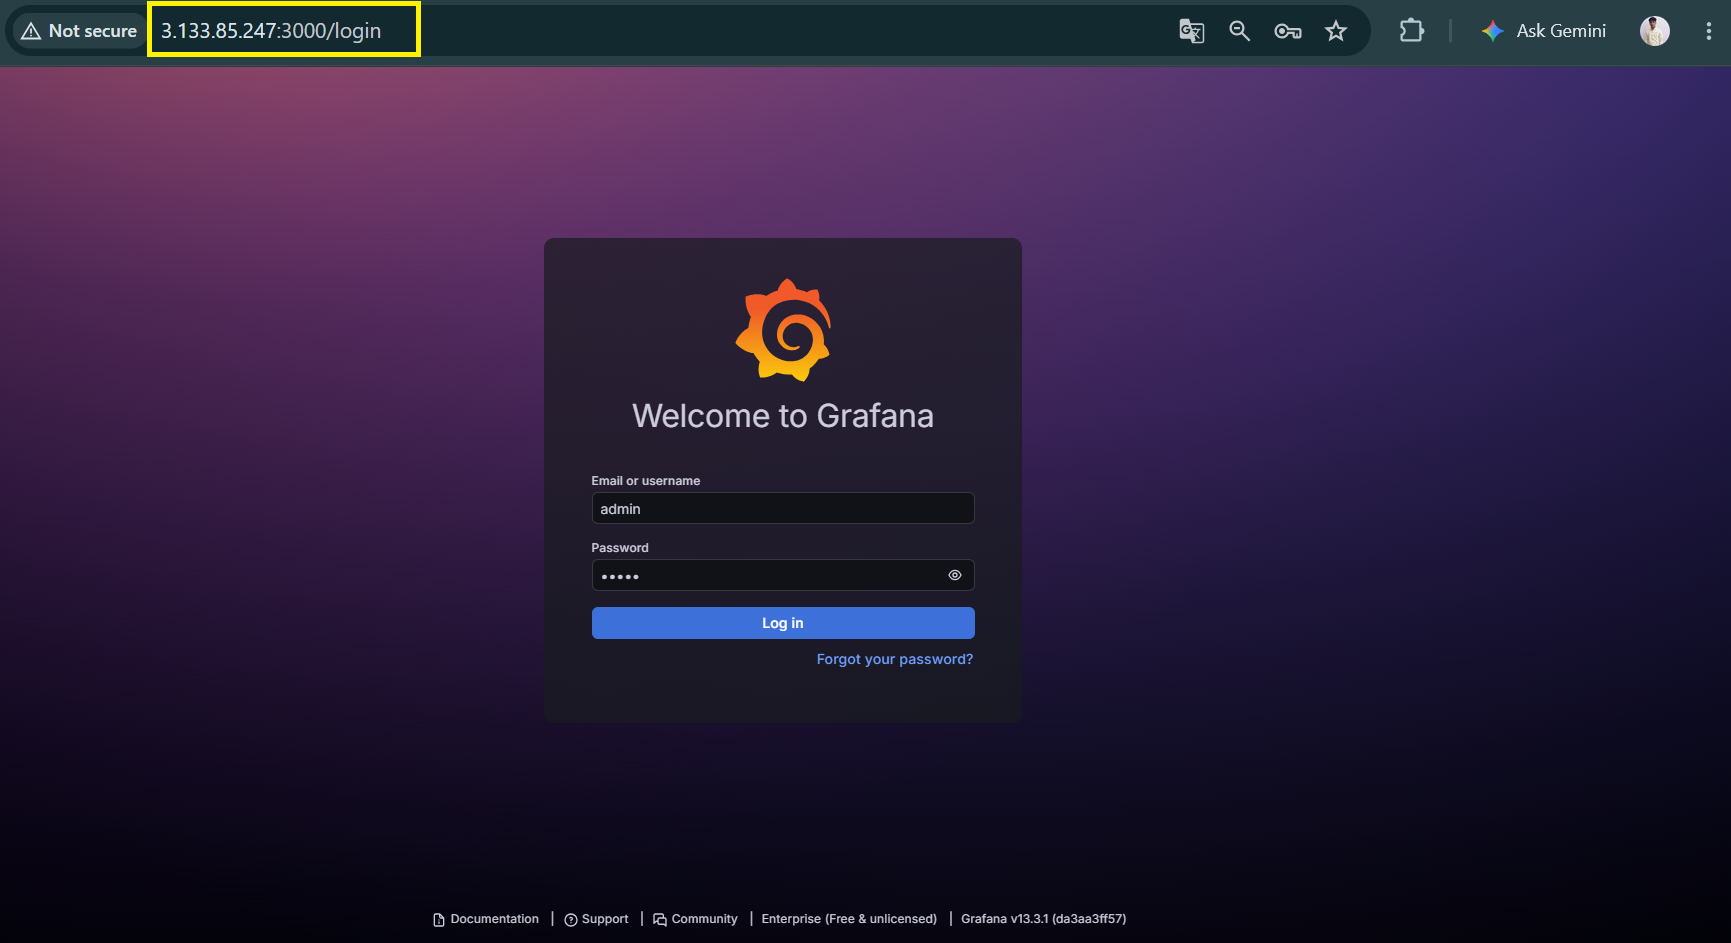 Not secure 3.133.85.247:3000/login Ask Gemini
Welcome to Grafana
Email or username
admin
Password
•••••
Log in
Forgot your password?
Documentation | Support | Community | Enterprise (Free & unlicensed) | Grafana v13.3.1 (da3aa3ff57)